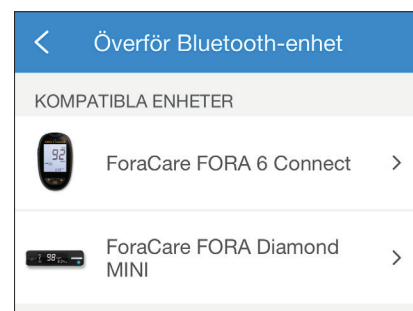 Överför Bluetooth-enhet
KOMPATIBLA ENHETER
ForaCare FORA 6 Connect
ForaCare FORA Diamond
MINI